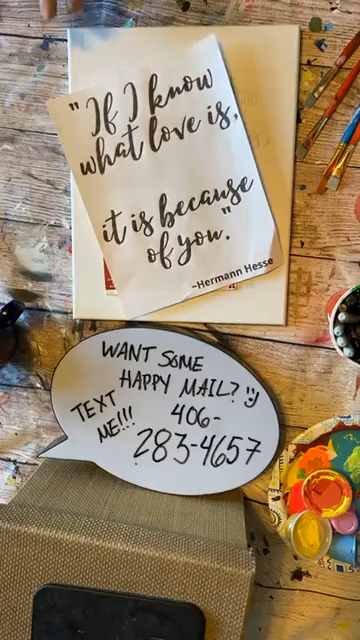 "If I know
what love is,
it is because
of you."
~Hermann Hesse
WANT SOME
HAPPY MAIL? :)
TEXT
ME!!!
406-
283-4657